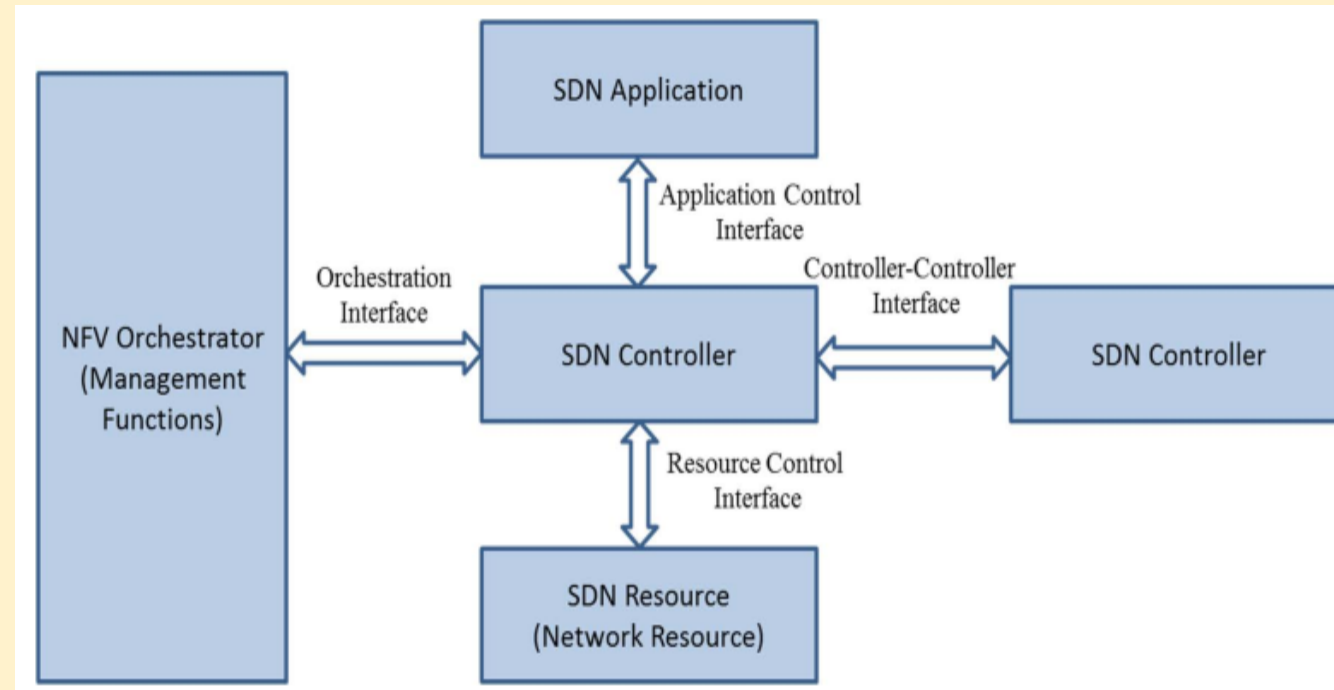 SDN Application
Application Control
Interface
Controller-Controller
Interface
Orchestration
Interface
NFV Orchestrator
(Management
Functions)
SDN Controller
SDN Controller
Resource Control
Interface
SDN Resource
(Network Resource)